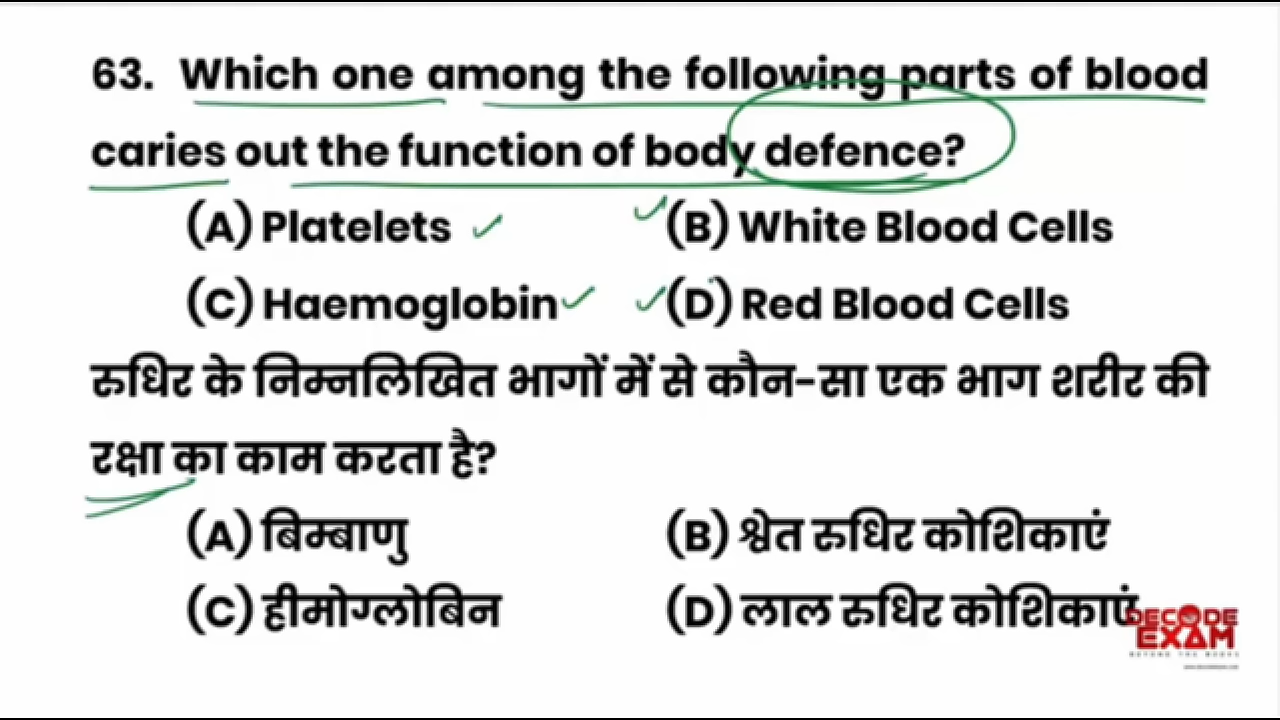 63. Which one among the following parts of blood
caries out the function of body defence?
(A) Platelets (B) White Blood Cells
(C) Haemoglobin (D) Red Blood Cells
रुधिर के निम्नलिखित भागों में से कौन-सा एक भाग शरीर की
रक्षा का काम करता है?
(A) बिम्बाणु (B) श्वेत रुधिर कोशिकाएं
(C) हीमोग्लोबिन (D) लाल रुधिर कोशिकाएं
DECODE
EXAM